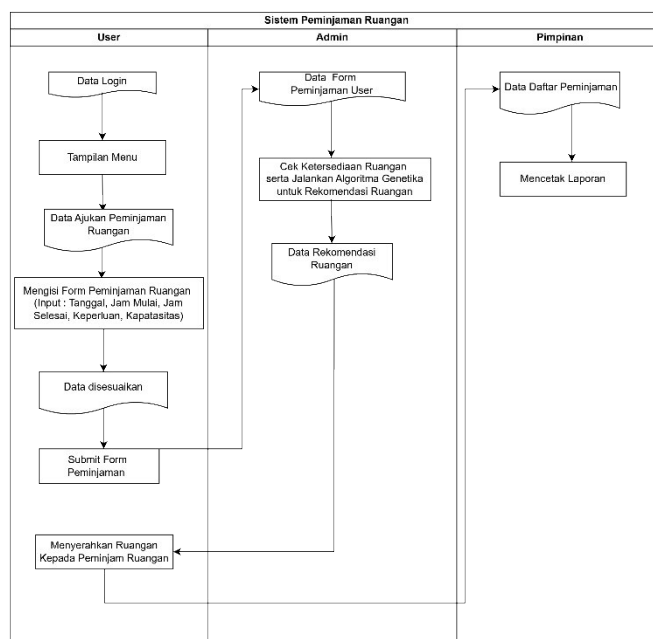 Sistem Peminjaman Ruangan
User
Admin
Pimpinan
Data Login
Tampilan Menu
Data Ajukan Peminjaman
Ruangan
Mengisi Form Peminjaman Ruangan
(Input : Tanggal, Jam Mulai, Jam
Selesai, Keperluan, Kapatasitas)
Data disesuaikan
Submit Form
Peminjaman
Menyerahkan Ruangan
Kepada Peminjam Ruangan
Data Form
Peminjaman User
Cek Ketersediaan Ruangan
serta Jalankan Algoritma Genetika
untuk Rekomendasi Ruangan
Data Rekomendasi
Ruangan
Data Daftar Peminjaman
Mencetak Laporan